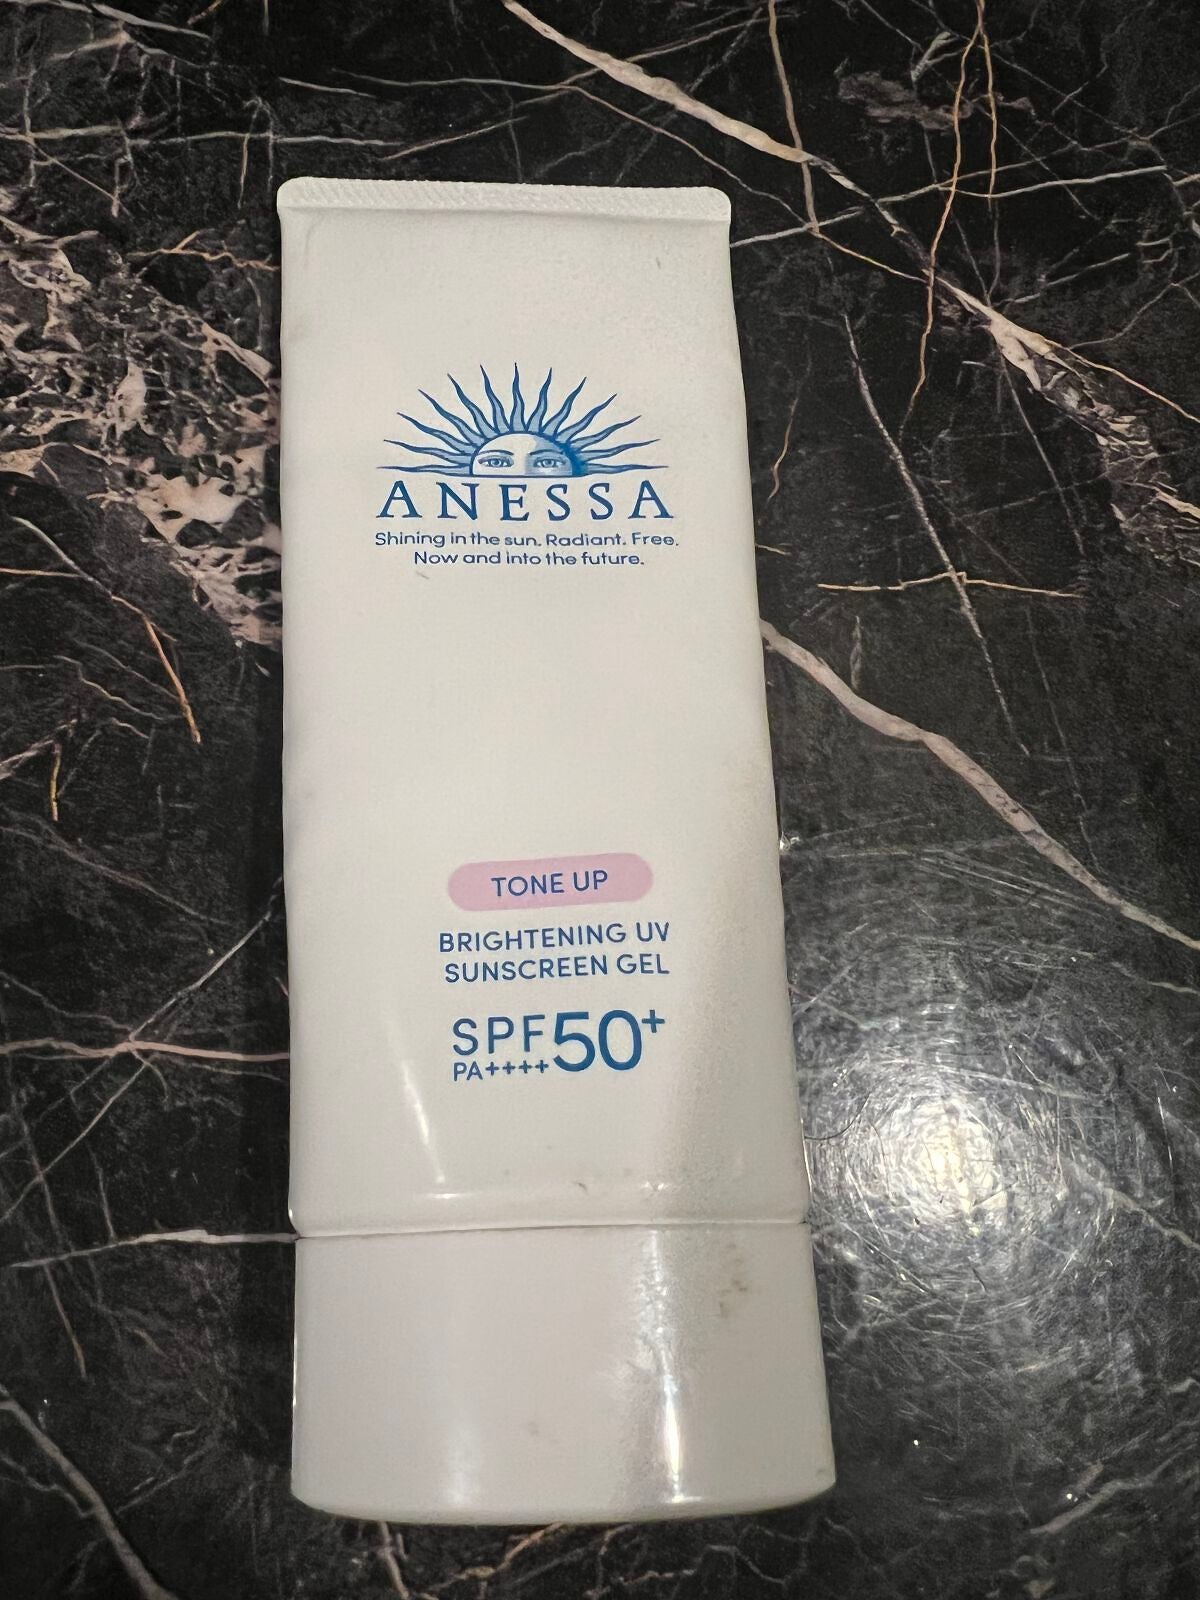 ANESSA
Shining in the sun. Radiant. Free.
Now and into the future.
TONE UP
BRIGHTENING UV
SUNSCREEN GEL
SPF50+
PA++++